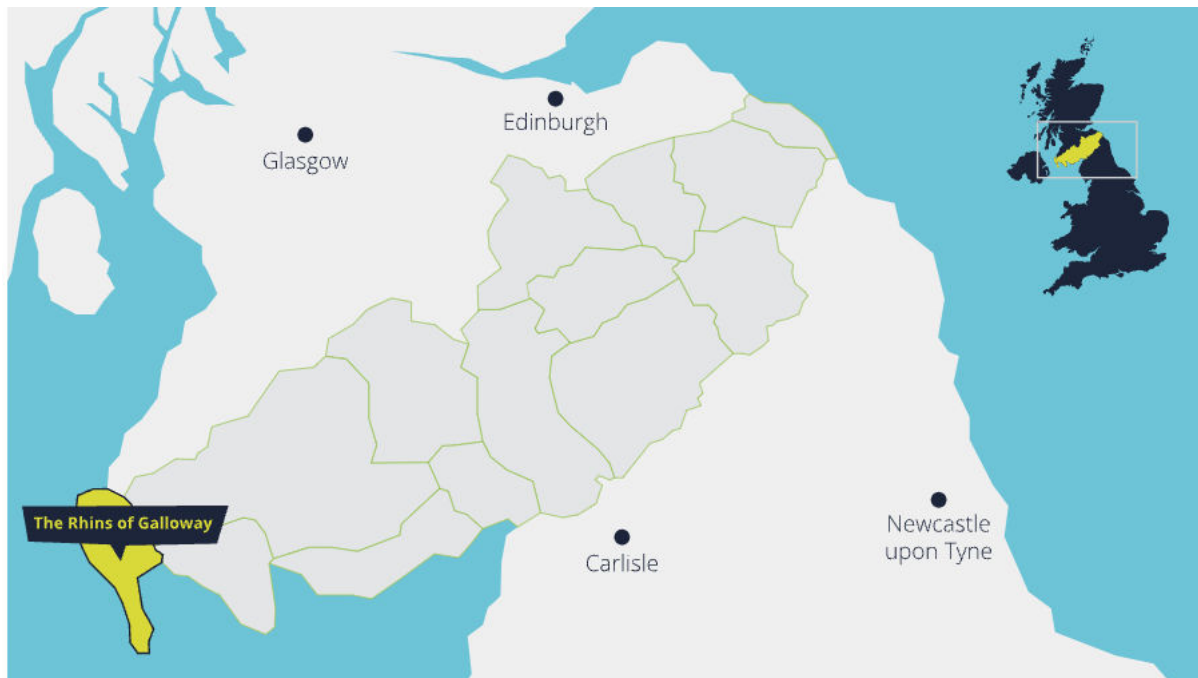 Edinburgh
Glasgow
The Rhins of Galloway
Newcastle
upon Tyne
Carlisle